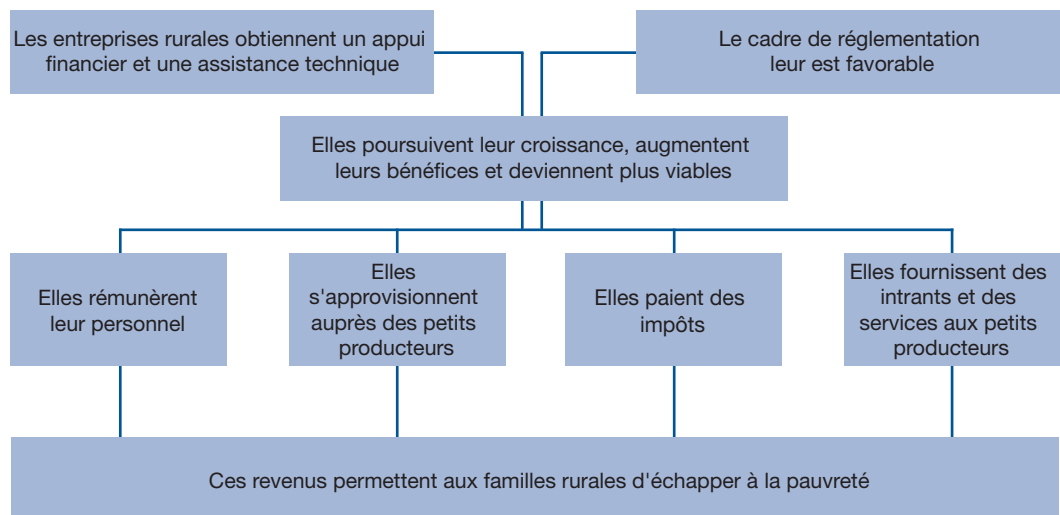 Les entreprises rurales obtiennent un appui
financier et une assistance technique
Le cadre de réglementation
leur est favorable
Elles poursuivent leur croissance, augmentent
leurs bénéfices et deviennent plus viables
Elles rémunèrent
leur personnel
Elles
s'approvisionnent
auprès des petits
producteurs
Elles paient des
impôts
Elles fournissent des
intrants et des
services aux petits
producteurs
Ces revenus permettent aux familles rurales d'échapper à la pauvreté